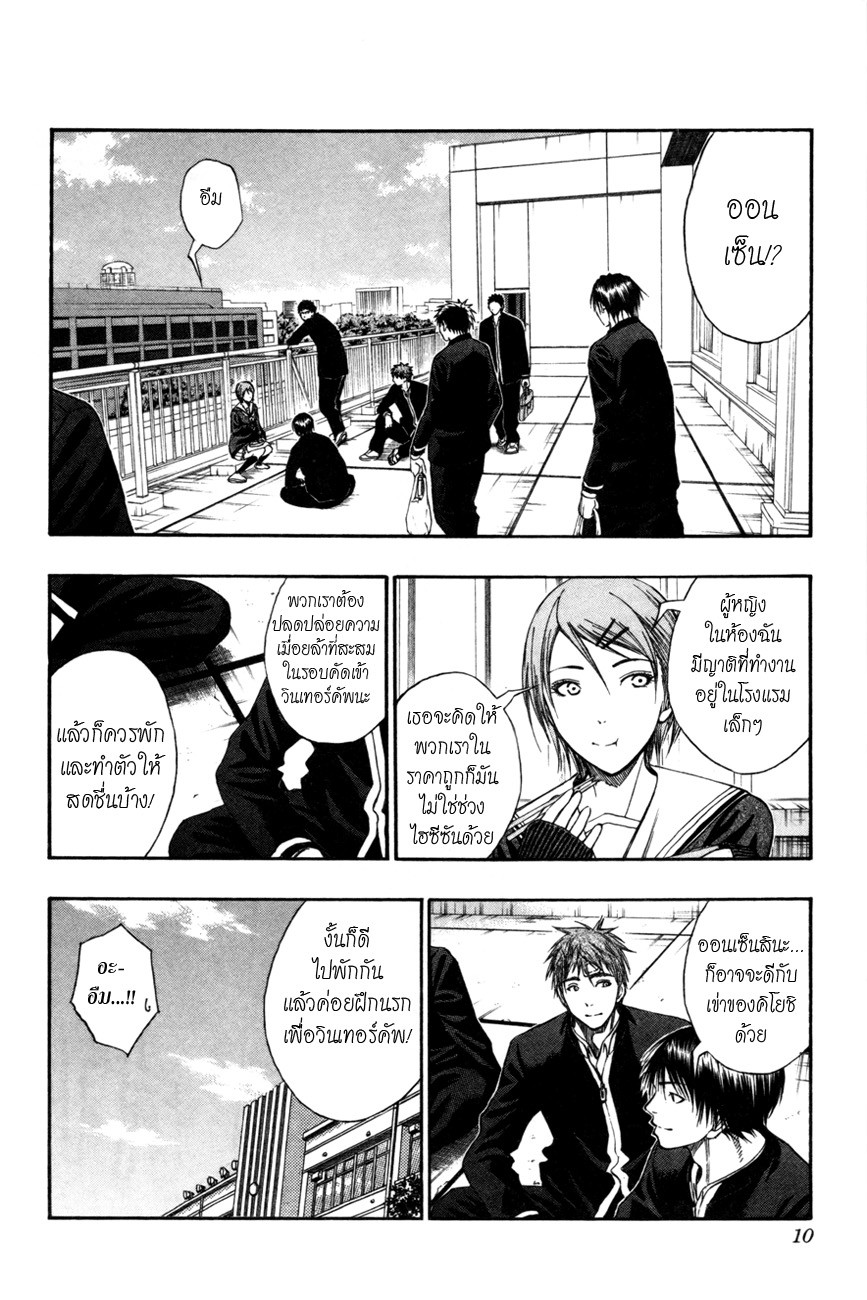 ออน
เซ็น!?
อืม
ผู้หญิง
ในห้องฉัน
มีญาติที่ทำงาน
อยู่ในโรงแรม
เล็กๆ
เธอจะคิดให้
พวกเราใน
ราคาถูกก็มัน
ไม่ใช่ช่วง
ไฮซีซันด้วย
พวกเราต้อง
ปลดปล่อยความ
เมื่อยล้าที่สะสม
ในรอบคัดเข้า
วินเทอร์คัพนะ
แล้วก็ควรพัก
และทำตัวให้
สดชื่นบ้าง!
ออนเซ็นสินะ...
ก็อาจจะดีกับ
เข่าของคิโยชิ
ด้วย
งั้นก็ดี
ไปพักกัน
แล้วค่อยฝึกนรก
เพื่อวินเทอร์คัพ!
อะ-
อืม...!!
10